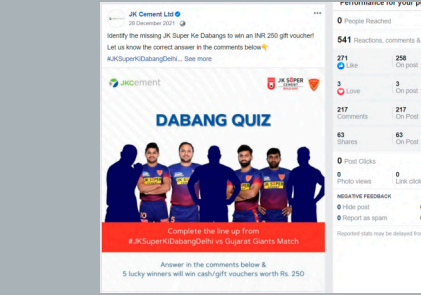 JK Cement Ltd
28 December 2021
Identify the missing JK Super Ke Dabangs to win an INR 250 gift voucher!
Let us know the correct answer in the comments below👇
#JKSuperKiDabangDelhi... See more
JKcement
JK SUPER
CEMENT
DABANG QUIZ
Complete the line up from
#JKSuperKiDabangDelhi vs Gujarat Giants Match
Answer in the comments below &
5 lucky winners will win cash/gift vouchers worth Rs. 250
Performance for your p
0 People Reached
541 Reactions, comments &
271
Like
258
On post
3
Love
3
On post
217
Comments
217
On Post
63
Shares
63
On Post
0 Post Clicks
0
Photo views
0
Link click
NEGATIVE FEEDBACK
0 Hide post
0 Report as spam
Reported stats may be delayed fro